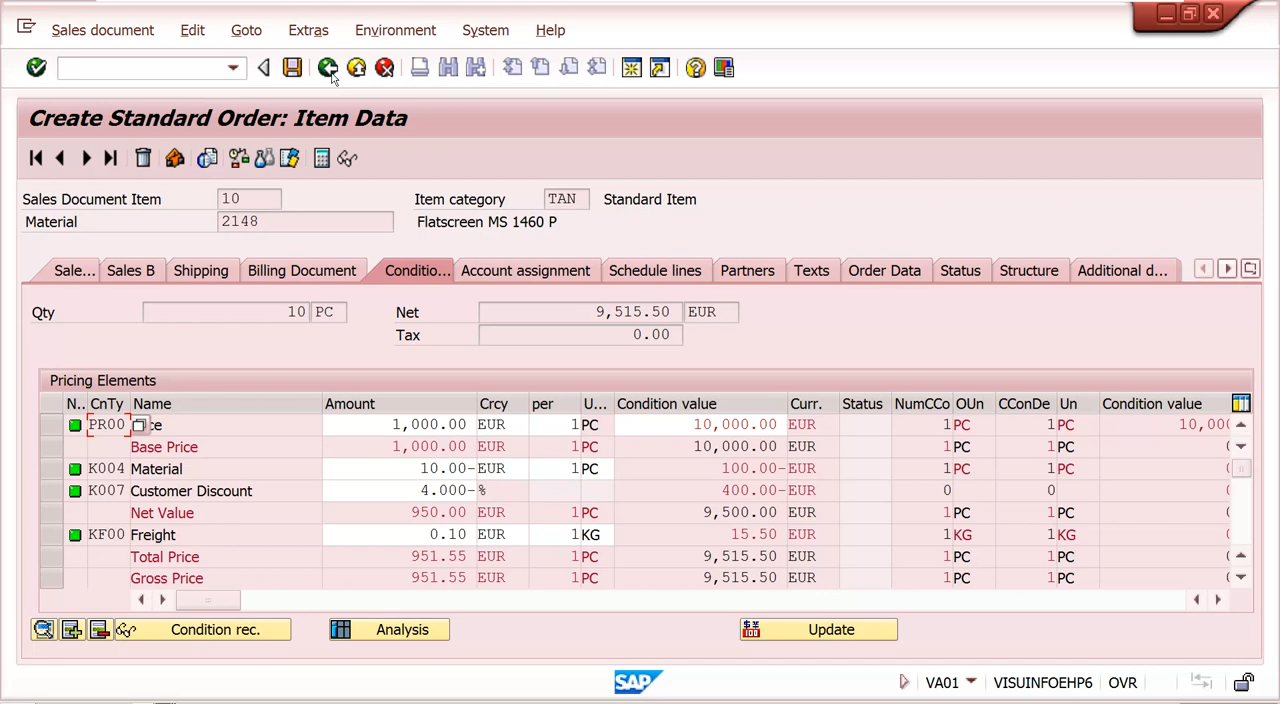 Sales document Edit Goto Extras Environment System Help
Create Standard Order: Item Data
Sales Document Item 10 Item category TAN Standard Item
Material 2148 Flatscreen MS 1460 P
Sale... Sales B Shipping Billing Document Conditio... Account assignment Schedule lines Partners Texts Order Data Status Structure Additional d...
Qty 10 PC Net 9,515.50 EUR
Tax 0.00
Pricing Elements
N.. CnTy Name Amount Crcy per U... Condition value Curr. Status NumCCo OUn CConDe Un Condition value
PR00 ce 1,000.00 EUR 1 PC 10,000.00 EUR 1 PC 1 PC 10,00
Base Price 1,000.00 EUR 1 PC 10,000.00 EUR 1 PC 1 PC
K004 Material 10.00- EUR 1 PC 100.00- EUR 1 PC 1 PC
K007 Customer Discount 4.000- % 400.00- EUR 0 0
Net Value 950.00 EUR 1 PC 9,500.00 EUR 1 PC 1 PC
KF00 Freight 0.10 EUR 1 KG 15.50 EUR 1 KG 1 KG
Total Price 951.55 EUR 1 PC 9,515.50 EUR 1 PC 1 PC
Gross Price 951.55 EUR 1 PC 9,515.50 EUR 1 PC 1 PC
Condition rec. Analysis Update
SAP VA01 VISUINFOEHP6 OVR